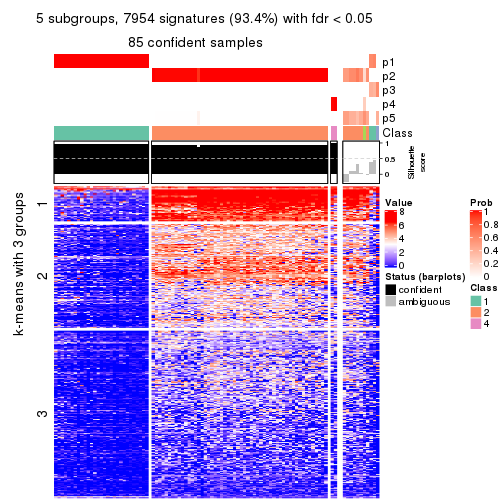 5 subgroups, 7954 signatures (93.4%) with fdr < 0.05
85 confident samples
p1
p2
p3
p4
p5
Class
1
0.5
0
Silhouette
score
k-means with 3 groups
1
2
3
Value
8
6
4
2
0
Status (barplots)
confident
ambiguous
Prob
1
0.8
0.6
0.4
0.2
0
Class
1
2
4